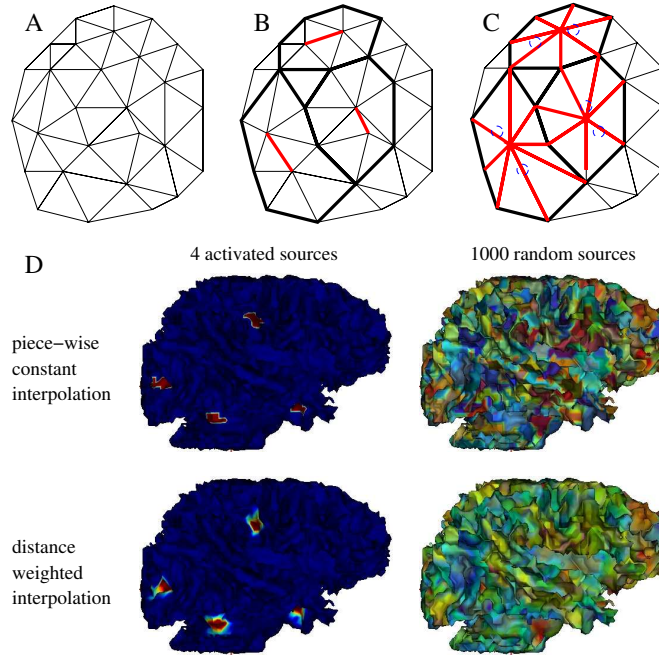 A
B
C
D
4 activated sources
1000 random sources
piece−wise
constant
interpolation
distance
weighted
interpolation